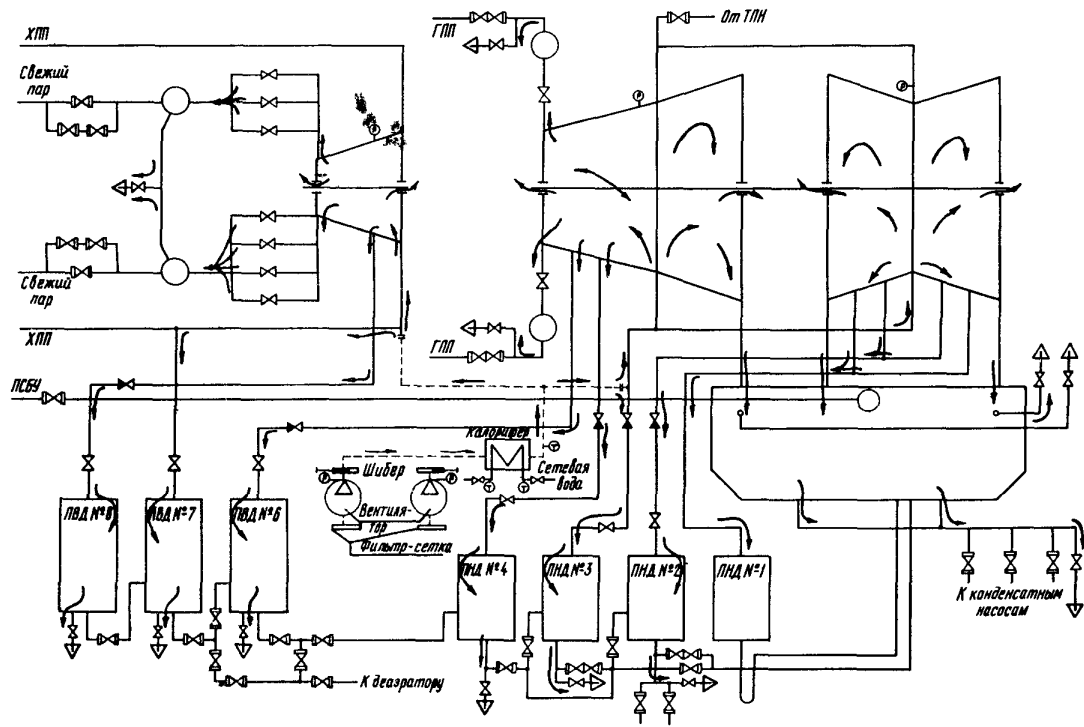 ХПП
Свежий
пар
Свежий
пар
ХПП
ПСБУ
ГПП
От ТПН
ГПП
Калорифер
Шибер
Сетевая
вода
Вентиля-
тор
Фильтр-сетка
ПВД №8
ПВД №7
ПВД №6
ПНД №4
ПНД №3
ПНД №2
ПНД №1
К конденсатным
насосам
К деаэратору